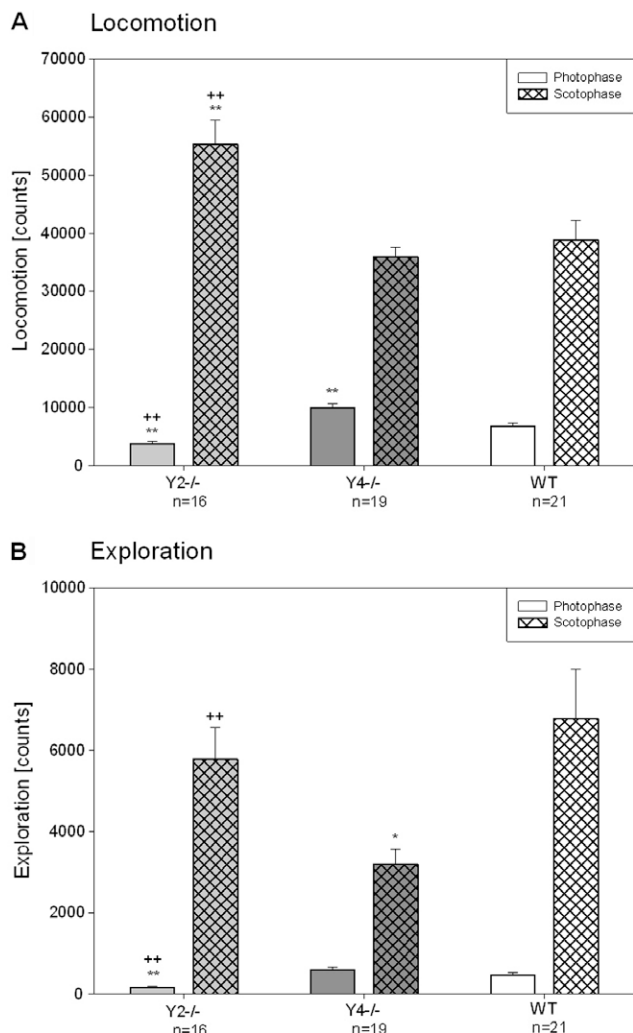 A Locomotion
70000
60000
50000
40000
30000
20000
10000
0
Locomotion [counts]
Photophase
Scotophase
++
**
++
**
**
Y2-/-
n=16
Y4-/-
n=19
WT
n=21
B Exploration
10000
8000
6000
4000
2000
0
Exploration [counts]
Photophase
Scotophase
++
++
**
*
Y2-/-
n=16
Y4-/-
n=19
WT
n=21